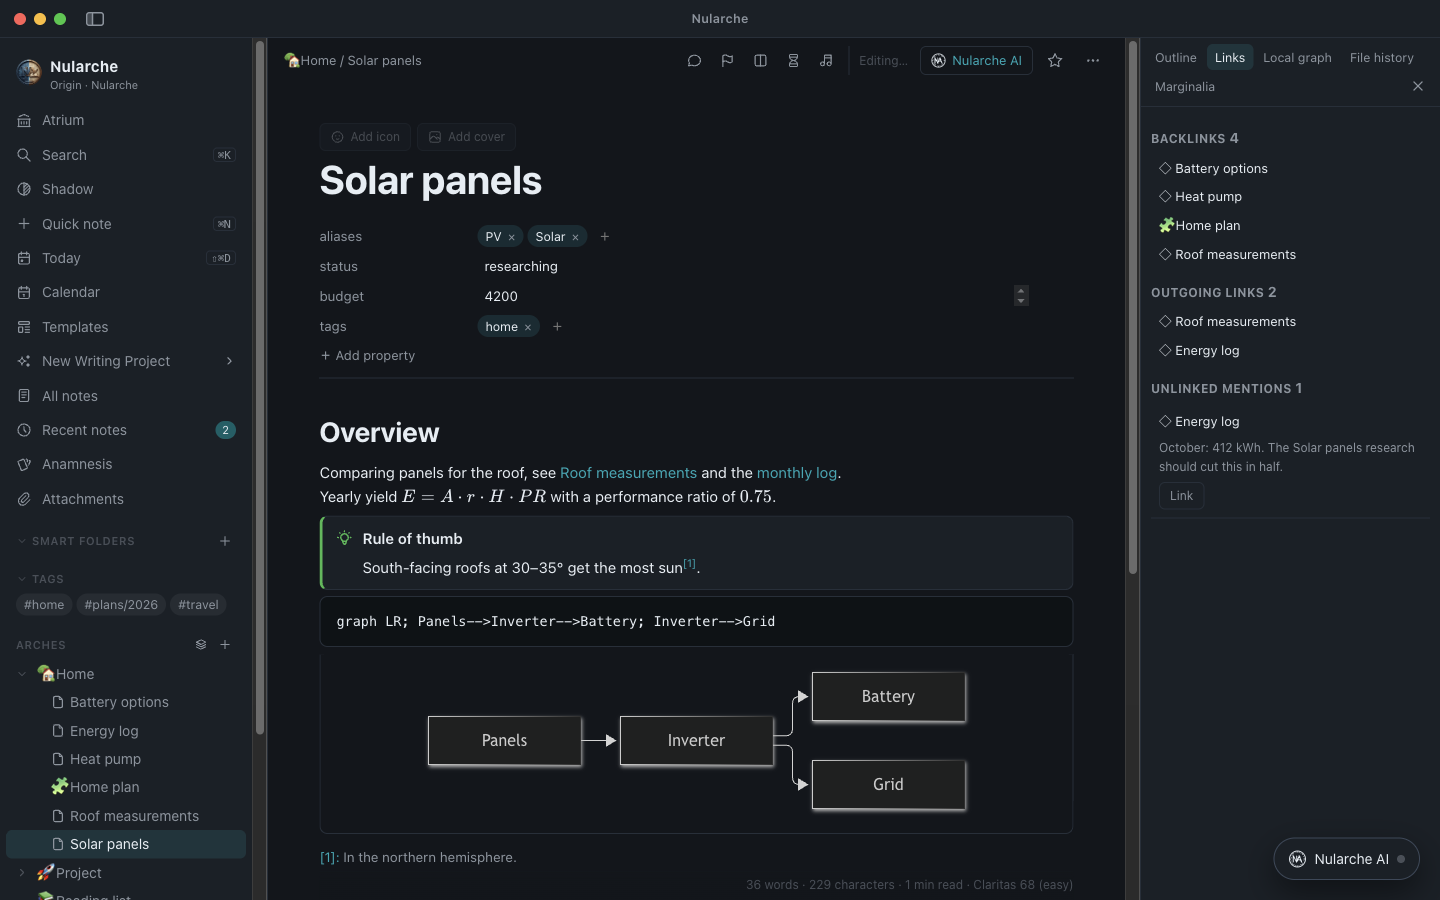 Nularche
Nularche
Origin · Nularche
Atrium
Search ⌘K
Shadow
Quick note ⌘N
Today ⇧⌘D
Calendar
Templates
New Writing Project
All notes
Recent notes 2
Anamnesis
Attachments
SMART FOLDERS
TAGS
#home #plans/2026 #travel
ARCHES
Home
Battery options
Energy log
Heat pump
Home plan
Roof measurements
Solar panels
Project
Reading list
Home / Solar panels
Editing...
Nularche AI
Add icon Add cover
Solar panels
aliases PV × Solar × +
status researching
budget 4200
tags home × +
+ Add property
Overview
Comparing panels for the roof, see Roof measurements and the monthly log.
Yearly yield E = A · r · H · PR with a performance ratio of 0.75.
Rule of thumb
South-facing roofs at 30–35° get the most sun[1].
graph LR; Panels-->Inverter-->Battery; Inverter-->Grid
Panels
Inverter
Battery
Grid
[1]: In the northern hemisphere.
36 words · 229 characters · 1 min read · Claritas 68 (easy)
Outline Links Local graph File history
Marginalia
BACKLINKS 4
Battery options
Heat pump
Home plan
Roof measurements
OUTGOING LINKS 2
Roof measurements
Energy log
UNLINKED MENTIONS 1
Energy log
October: 412 kWh. The Solar panels research
should cut this in half.
Link
Nularche AI